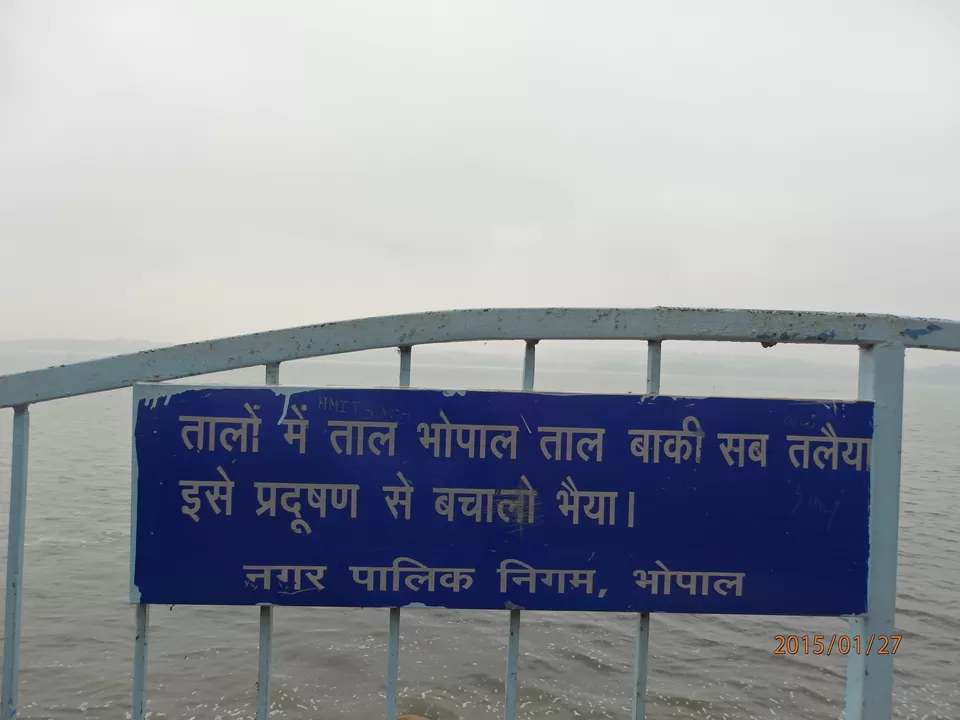 तालों में ताल भोपाल ताल बाकी सब तलैया
इसे प्रदूषण से बचालो भैया।
नगर पालिक निगम, भोपाल
2015/01/27